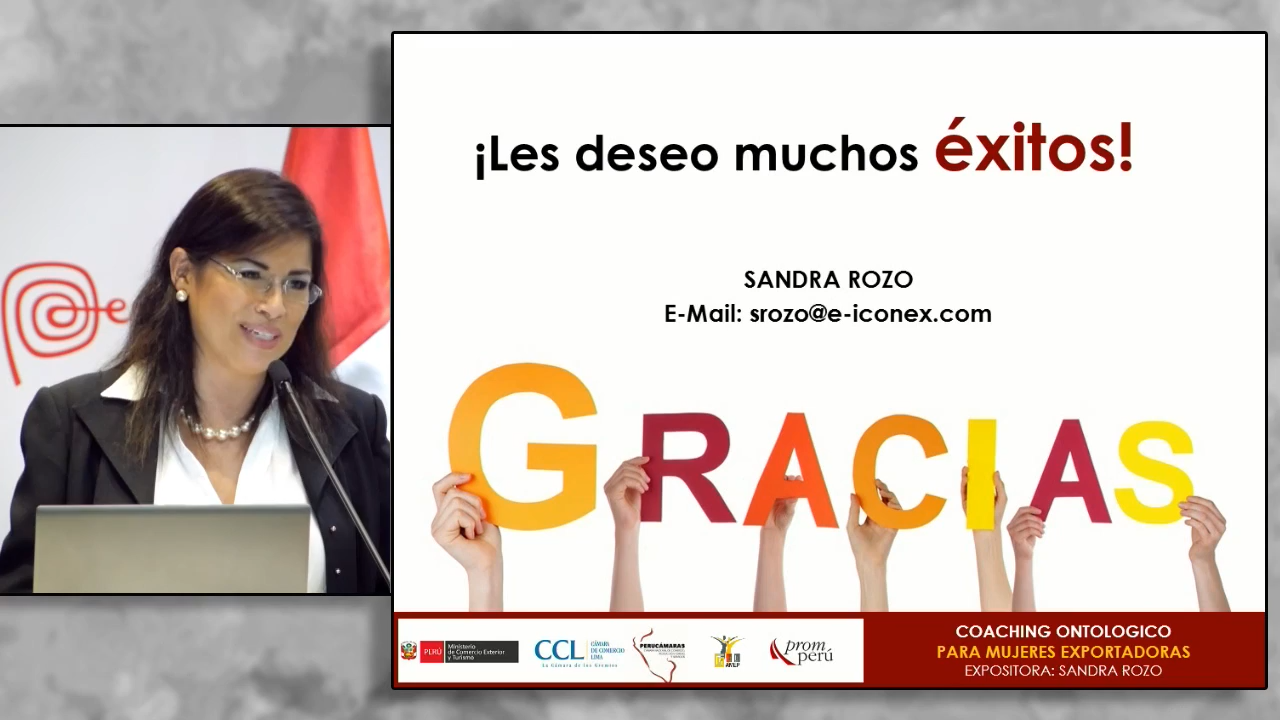 ¡Les deseo muchos éxitos!
SANDRA ROZO
E-Mail: srozo@e-iconex.com
GRACIAS
PERÚ
Ministerio
de Comercio Exterior
y Turismo
CCL
CÁMARA
DE COMERCIO
LIMA
La Cámara de los Gremios
PERUCÁMARAS
prom
perú
COACHING ONTOLOGICO
PARA MUJERES EXPORTADORAS
EXPOSITORA: SANDRA ROZO